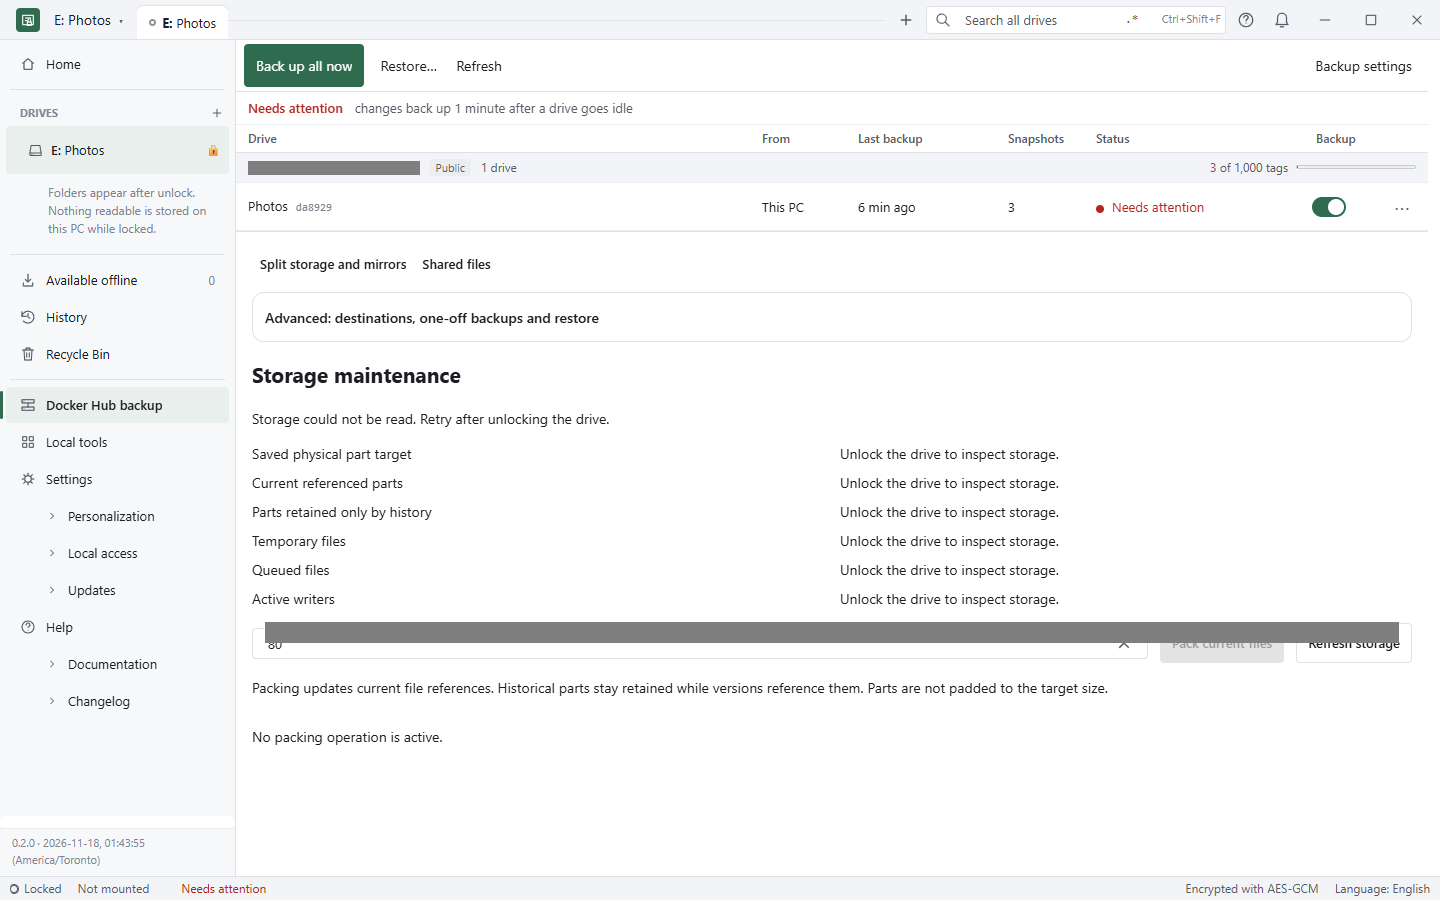 E: Photos
E: Photos
Search all drives
.*
Ctrl+Shift+F
Home
DRIVES
E: Photos
Folders appear after unlock.
Nothing readable is stored on
this PC while locked.
Available offline
0
History
Recycle Bin
Docker Hub backup
Local tools
Settings
Personalization
Local access
Updates
Help
Documentation
Changelog
0.2.0 · 2026-11-18, 01:43:55
(America/Toronto)
Back up all now
Restore...
Refresh
Backup settings
Needs attention changes back up 1 minute after a drive goes idle
Drive From Last backup Snapshots Status Backup
Public 1 drive 3 of 1,000 tags
Photos da8929 This PC 6 min ago 3 Needs attention
Split storage and mirrors Shared files
Advanced: destinations, one-off backups and restore
Storage maintenance
Storage could not be read. Retry after unlocking the drive.
Saved physical part target Unlock the drive to inspect storage.
Current referenced parts Unlock the drive to inspect storage.
Parts retained only by history Unlock the drive to inspect storage.
Temporary files Unlock the drive to inspect storage.
Queued files Unlock the drive to inspect storage.
Active writers Unlock the drive to inspect storage.
80 Pack current files Refresh storage
Packing updates current file references. Historical parts stay retained while versions reference them. Parts are not padded to the target size.
No packing operation is active.
Locked Not mounted Needs attention Encrypted with AES-GCM Language: English